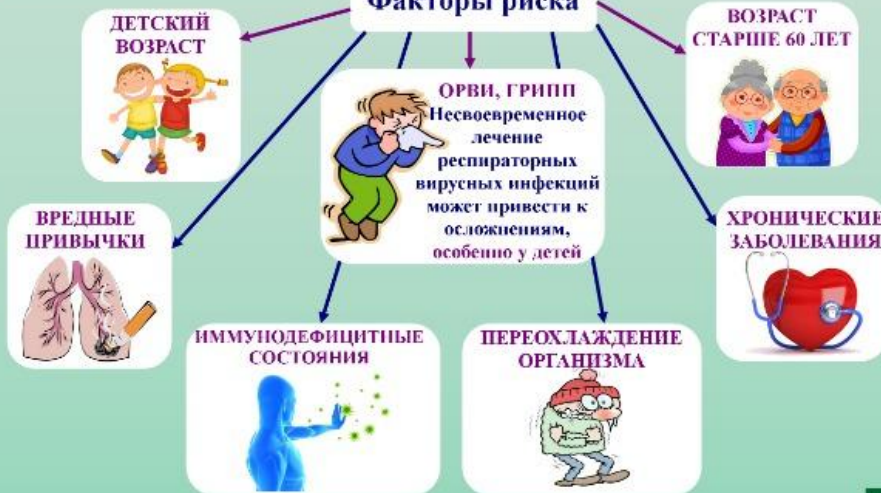 Факторы риска
ДЕТСКИЙ
ВОЗРАСТ
ВОЗРАСТ
СТАРШЕ 60 ЛЕТ
ОРВИ, ГРИПП
Несвоевременное
лечение
респираторных
вирусных инфекций
может привести к
осложнениям,
особенно у детей
ВРЕДНЫЕ
ПРИВЫЧКИ
ХРОНИЧЕСКИЕ
ЗАБОЛЕВАНИЯ
ИММУНОДЕФИЦИТНЫЕ
СОСТОЯНИЯ
ПЕРЕОХЛАЖДЕНИЕ
ОРГАНИЗМА